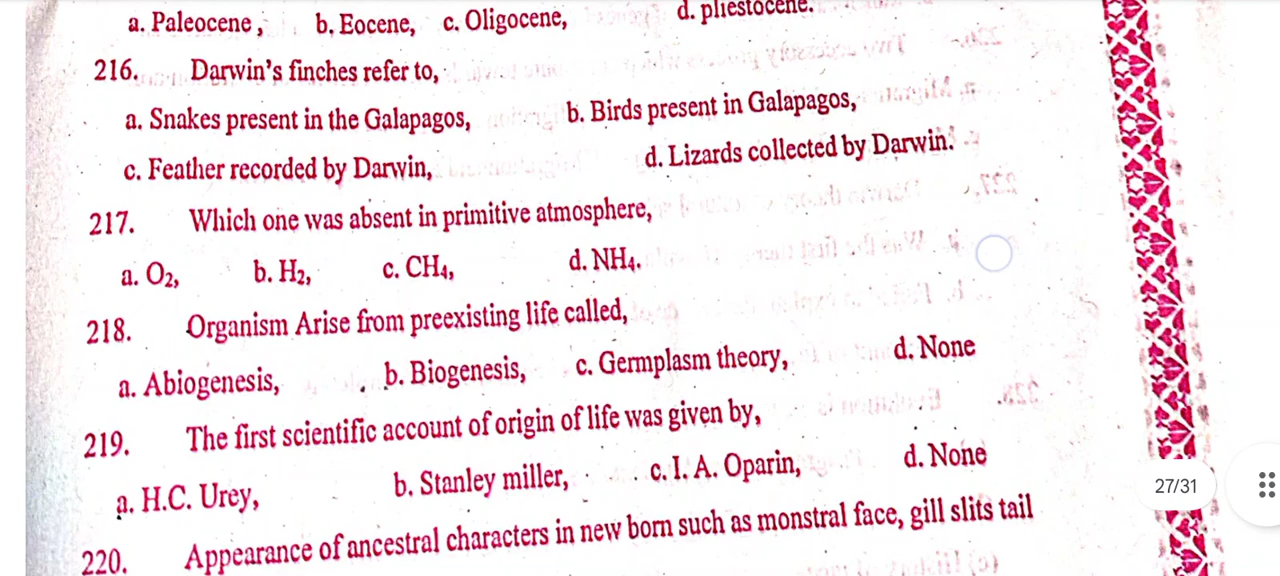 a. Paleocene , b. Eocene, c. Oligocene, d. pliestocene.
216. Darwin's finches refer to,
a. Snakes present in the Galapagos, b. Birds present in Galapagos,
c. Feather recorded by Darwin, d. Lizards collected by Darwin.
217. Which one was absent in primitive atmosphere,
a. O2, b. H2, c. CH4, d. NH4.
218. Organism Arise from preexisting life called,
a. Abiogenesis, b. Biogenesis, c. Germplasm theory, d. None
219. The first scientific account of origin of life was given by,
a. H.C. Urey, b. Stanley miller, c. I. A. Oparin, d. None
27/31
220. Appearance of ancestral characters in new born such as monstral face, gill slits tail